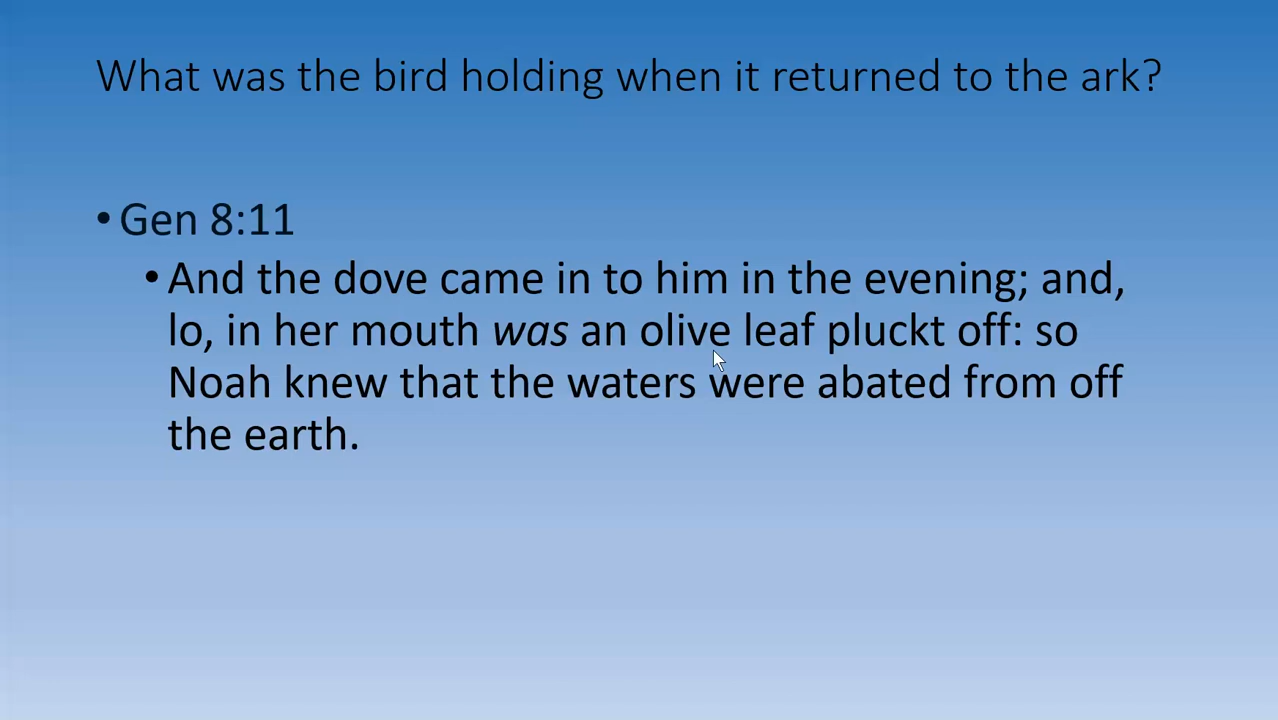 What was the bird holding when it returned to the ark?
• Gen 8:11
• And the dove came in to him in the evening; and,
lo, in her mouth was an olive leaf pluckt off: so
Noah knew that the waters were abated from off
the earth.